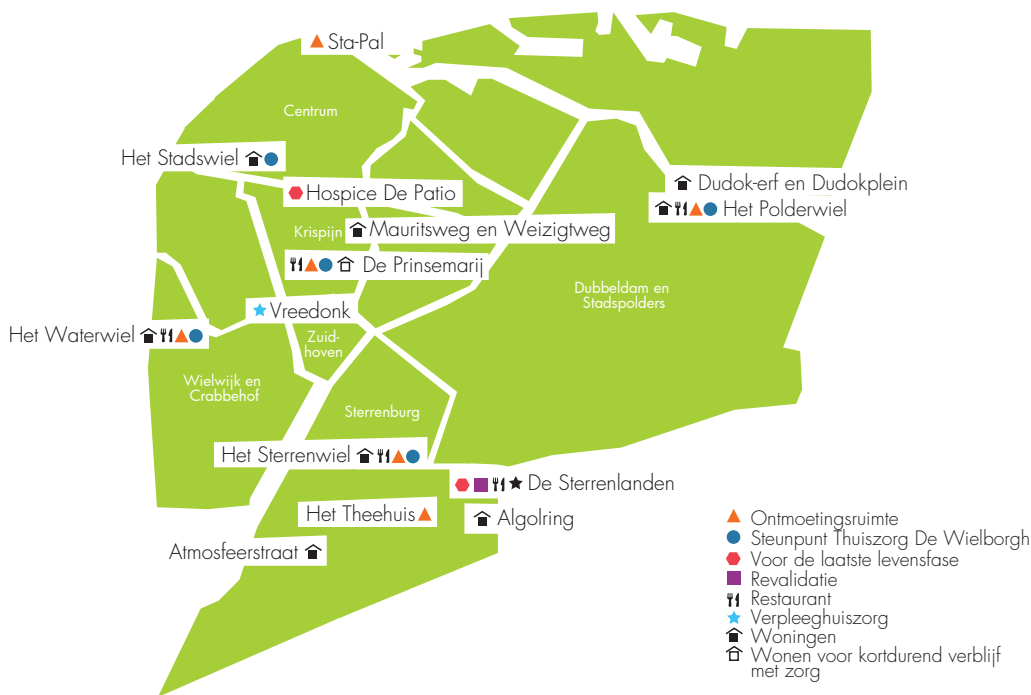 Sta-Pal
Centrum
Het Stadswiel
Hospice De Patio
Dudok-erf en Dudokplein
Het Polderwiel
Krispijn
Mauritsweg en Weizigtweg
De Prinsemarij
Dubbeldam en
Stadspolders
Vreedonk
Het Waterwiel
Zuid-
hoven
Wielwijk en
Crabbehof
Sterrenburg
Het Sterrenwiel
De Sterrenlanden
Het Theehuis
Algolring
Atmosfeerstraat
Ontmoetingsruimte
Steunpunt Thuiszorg De Wielborgh
Voor de laatste levensfase
Revalidatie
Restaurant
Verpleeghuiszorg
Woningen
Wonen voor kortdurend verblijf
met zorg